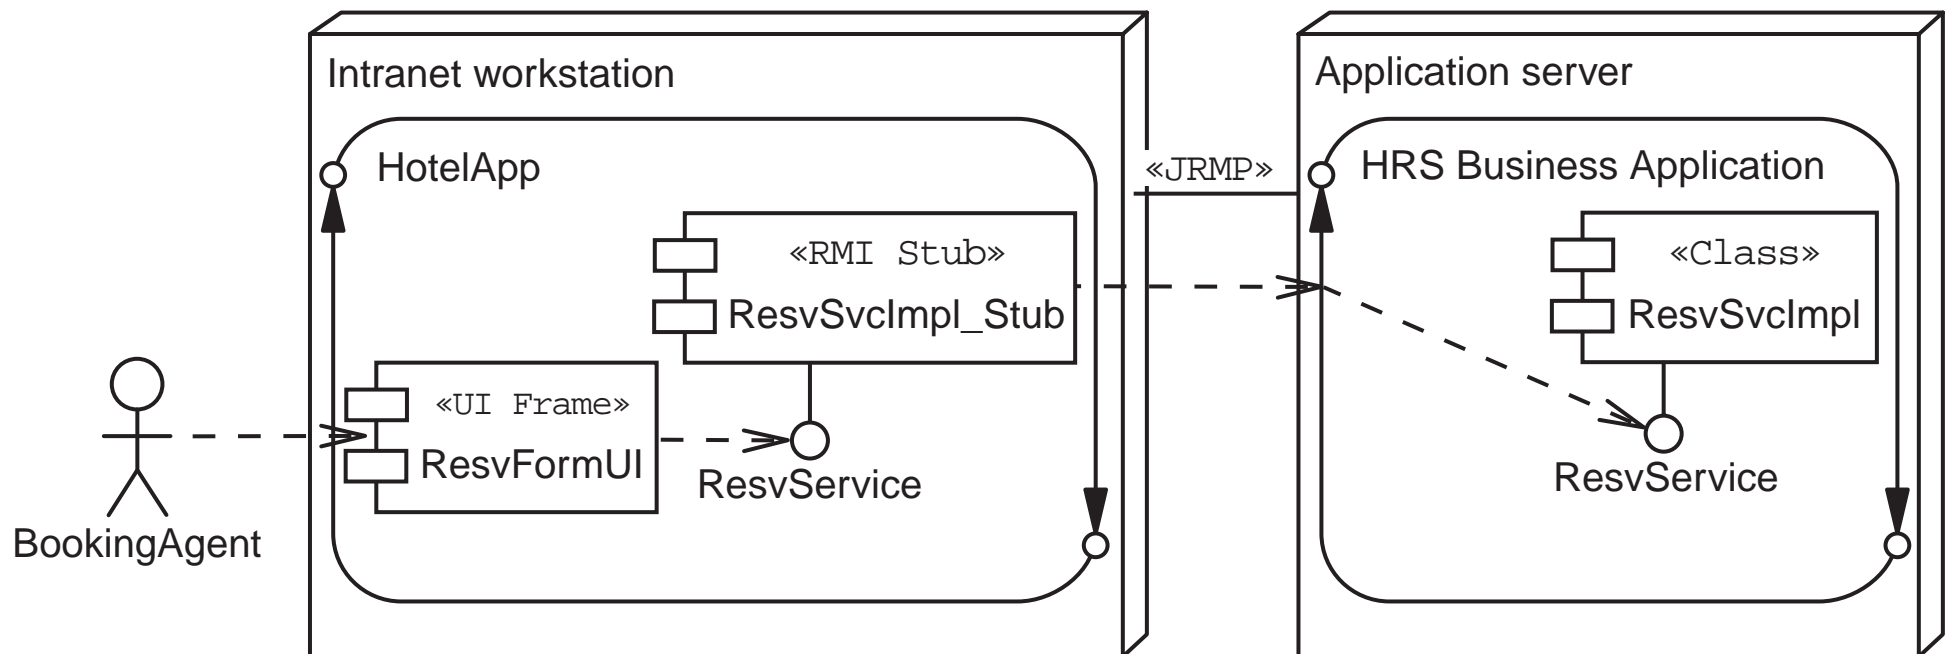 Intranet workstation
Application server
HotelApp
«JRMP»
HRS Business Application
«RMI Stub»
ResvSvcImpl_Stub
«Class»
ResvSvcImpl
«UI Frame»
ResvFormUI
ResvService
ResvService
BookingAgent